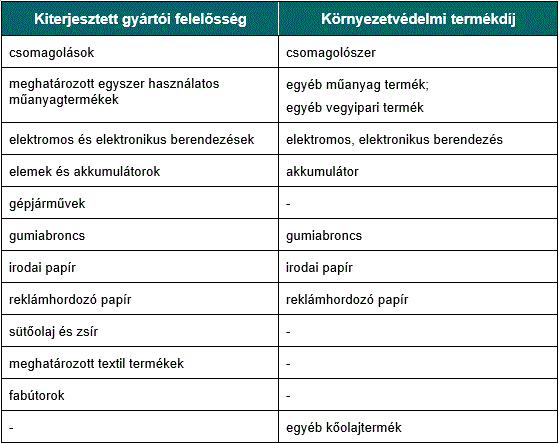 Kiterjesztett gyártói felelősség	Környezetvédelmi termékdíj
csomagolások	csomagolószer
meghatározott egyszer használatos
műanyagtermékek
egyéb műanyag termék;
egyéb vegyipari termék
elektromos és elektronikus berendezések	elektromos, elektronikus berendezés
elemek és akkumulátorok	akkumulátor
gépjárművek	-
gumiabroncs	gumiabroncs
irodai papír	irodai papír
reklámhordozó papír	reklámhordozó papír
sütőolaj és zsír	-
meghatározott textil termékek	-
fabútorok	-
-	egyéb kőolajtermék